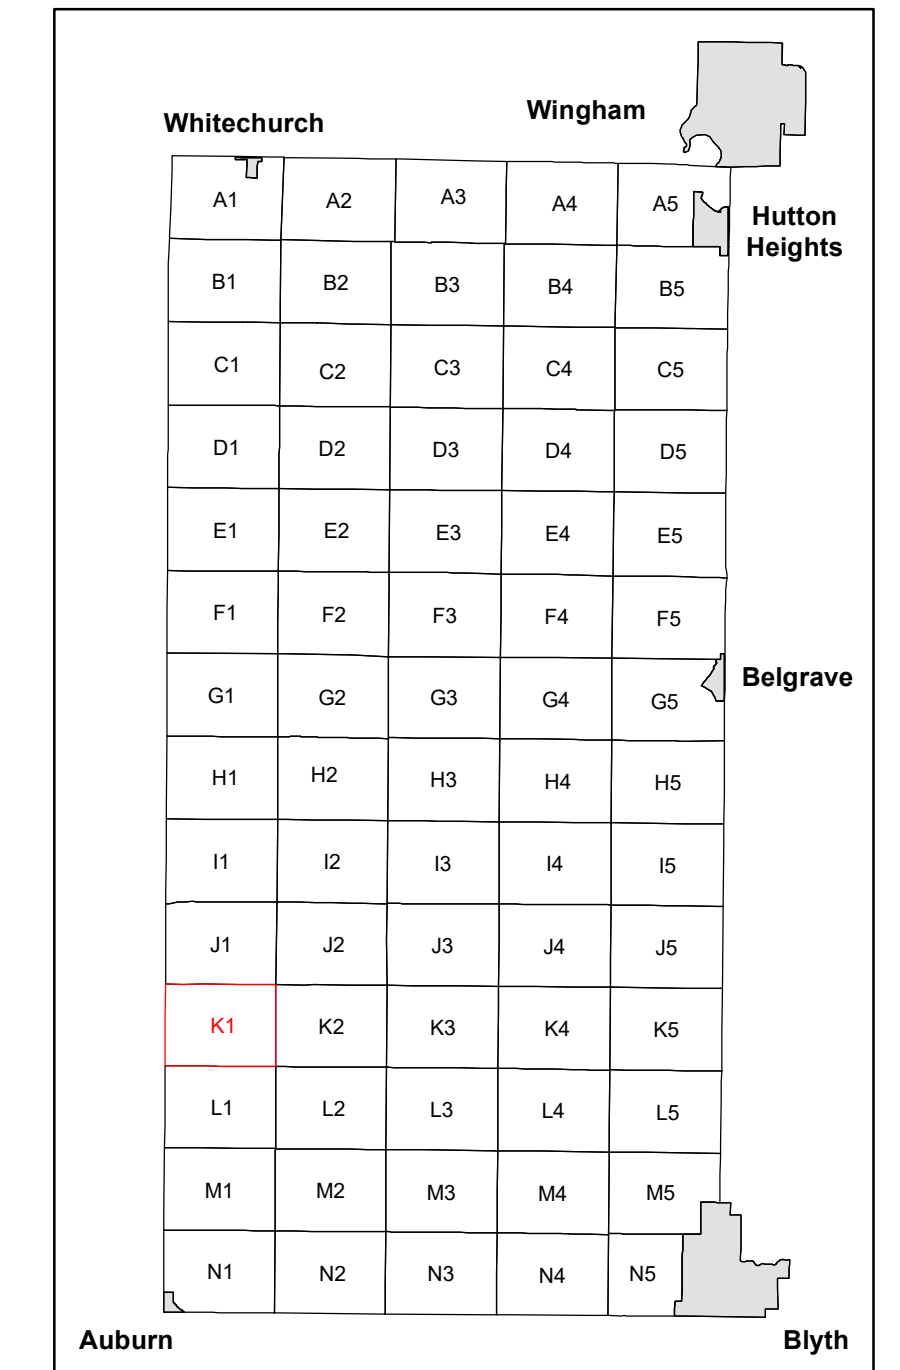 Wingham
Whitechurch
A1 A2 A3 A4 A5
Hutton
Heights
B1 B2 B3 B4 B5
C1 C2 C3 C4 C5
D1 D2 D3 D4 D5
E1 E2 E3 E4 E5
F1 F2 F3 F4 F5
Belgrave
G1 G2 G3 G4 G5
H1 H2 H3 H4 H5
I1 I2 I3 I4 I5
J1 J2 J3 J4 J5
K1 K2 K3 K4 K5
L1 L2 L3 L4 L5
M1 M2 M3 M4 M5
N1 N2 N3 N4 N5
Auburn Blyth